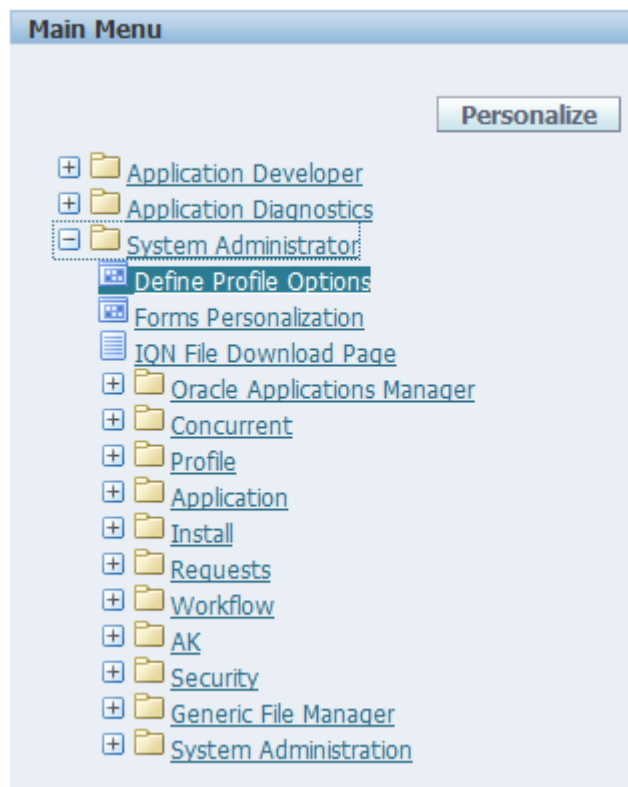 Main Menu
Personalize
Application Developer
Application Diagnostics
System Administrator
Define Profile Options
Forms Personalization
IQN File Download Page
Oracle Applications Manager
Concurrent
Profile
Application
Install
Requests
Workflow
AK
Security
Generic File Manager
System Administration